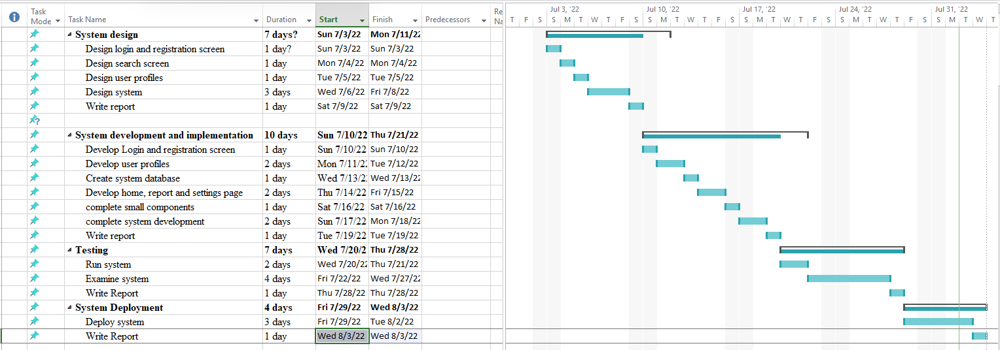 Task Mode Task Name Duration Start Finish Predecessors Re Na Jul 3, '22 Jul 10, '22 Jul 17, '22 Jul 24, '22 Jul 31, '22
T F S S M T W T F S S M T W T F S S M T W T F S S M T W T F S S M T W T
System design 7 days? Sun 7/3/22 Mon 7/11/22
Design login and registration screen 1 day? Sun 7/3/22 Sun 7/3/22
Design search screen 1 day Mon 7/4/22 Mon 7/4/22
Design user profiles 1 day Tue 7/5/22 Tue 7/5/22
Design system 3 days Wed 7/6/22 Fri 7/8/22
Write report 1 day Sat 7/9/22 Sat 7/9/22
?
System development and implementation 10 days Sun 7/10/22 Thu 7/21/22
Develop Login and registration screen 1 day Sun 7/10/22 Sun 7/10/22
Develop user profiles 2 days Mon 7/11/22 Tue 7/12/22
Create system database 1 day Wed 7/13/2 Wed 7/13/22
Develop home, report and settings page 2 days Thu 7/14/22 Fri 7/15/22
complete small components 1 day Sat 7/16/22 Sat 7/16/22
complete system development 2 days Sun 7/17/22 Mon 7/18/22
Write report 1 day Tue 7/19/22 Tue 7/19/22
Testing 7 days Wed 7/20/2 Thu 7/28/22
Run system 2 days Wed 7/20/22 Thu 7/21/22
Examine system 4 days Fri 7/22/22 Wed 7/27/22
Write Report 1 day Thu 7/28/22 Thu 7/28/22
System Deployment 4 days Fri 7/29/22 Wed 8/3/22
Deploy system 3 days Fri 7/29/22 Tue 8/2/22
Write Report 1 day Wed 8/3/22 Wed 8/3/22